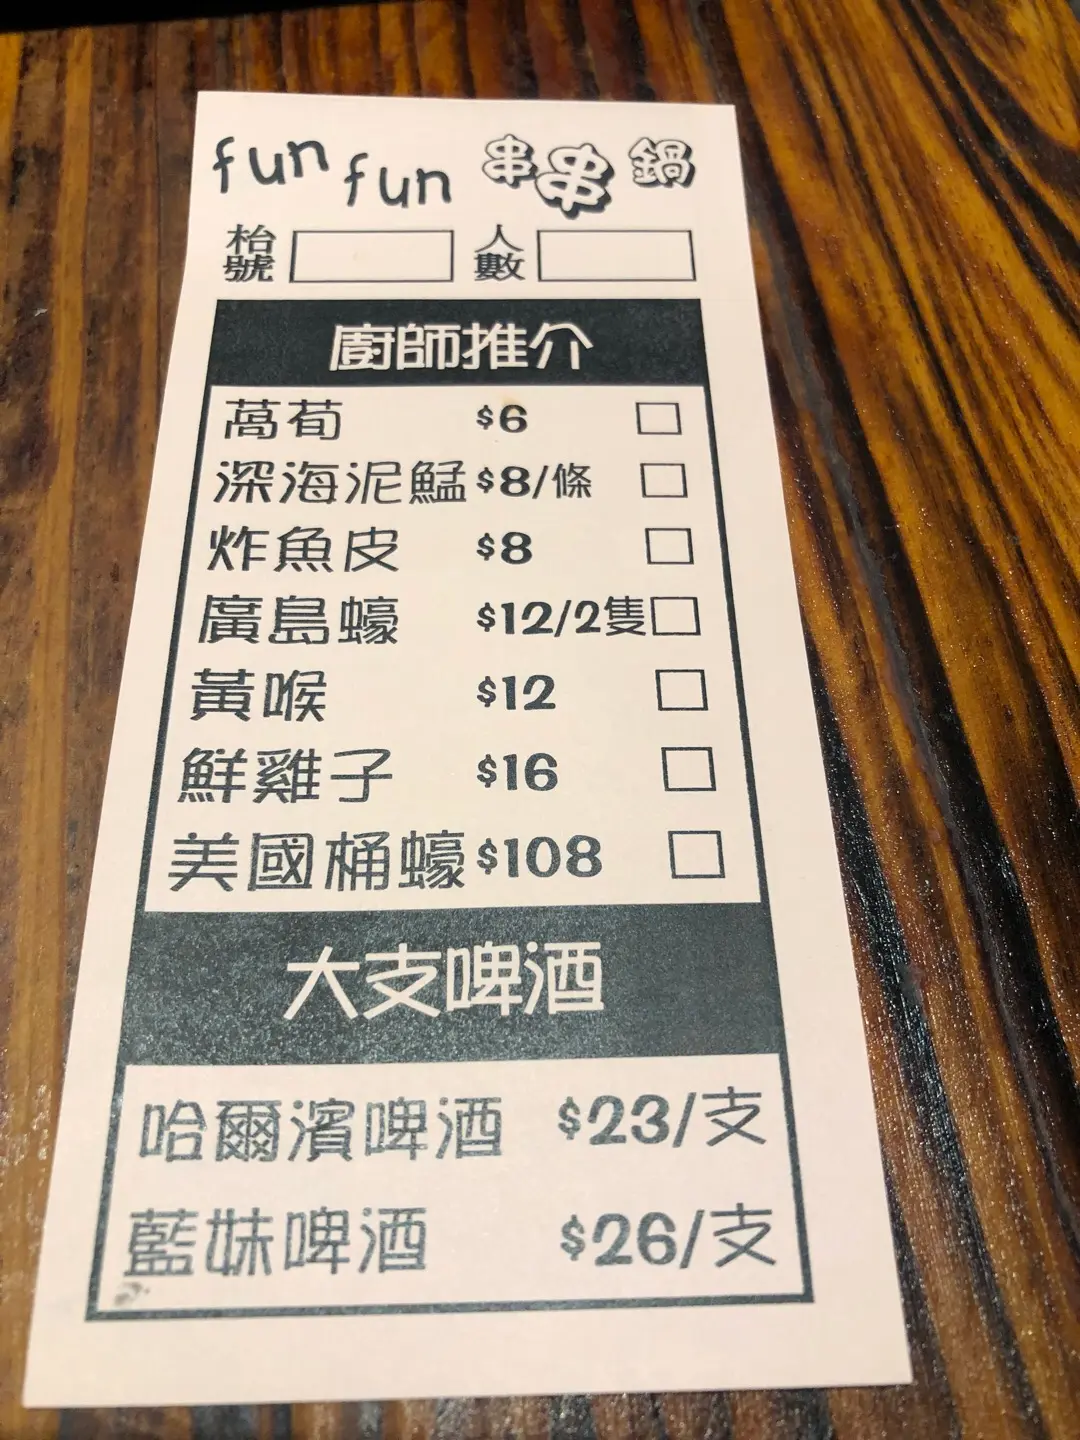 fun fun 串串鍋
枱號 人數
廚師推介
萵荀 $6
深海泥鯭 $8/條
炸魚皮 $8
廣島蠔 $12/2隻
黃喉 $12
鮮雞子 $16
美國桶蠔 $108
大支啤酒
哈爾濱啤酒 $23/支
藍妹啤酒 $26/支